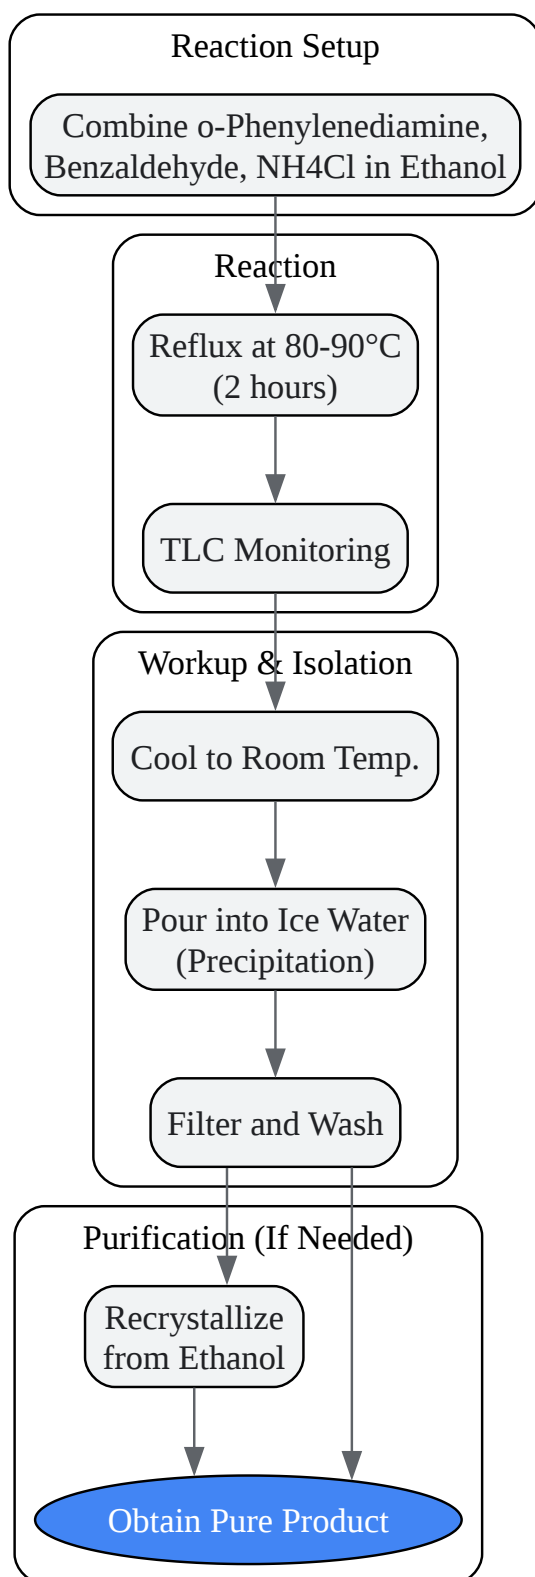 Reaction Setup
Combine o-Phenylenediamine,
Benzaldehyde, NH4Cl in Ethanol
Reaction
Reflux at 80-90°C
(2 hours)
TLC Monitoring
Workup & Isolation
Cool to Room Temp.
Pour into Ice Water
(Precipitation)
Filter and Wash
Purification (If Needed)
Recrystallize
from Ethanol
Obtain Pure Product